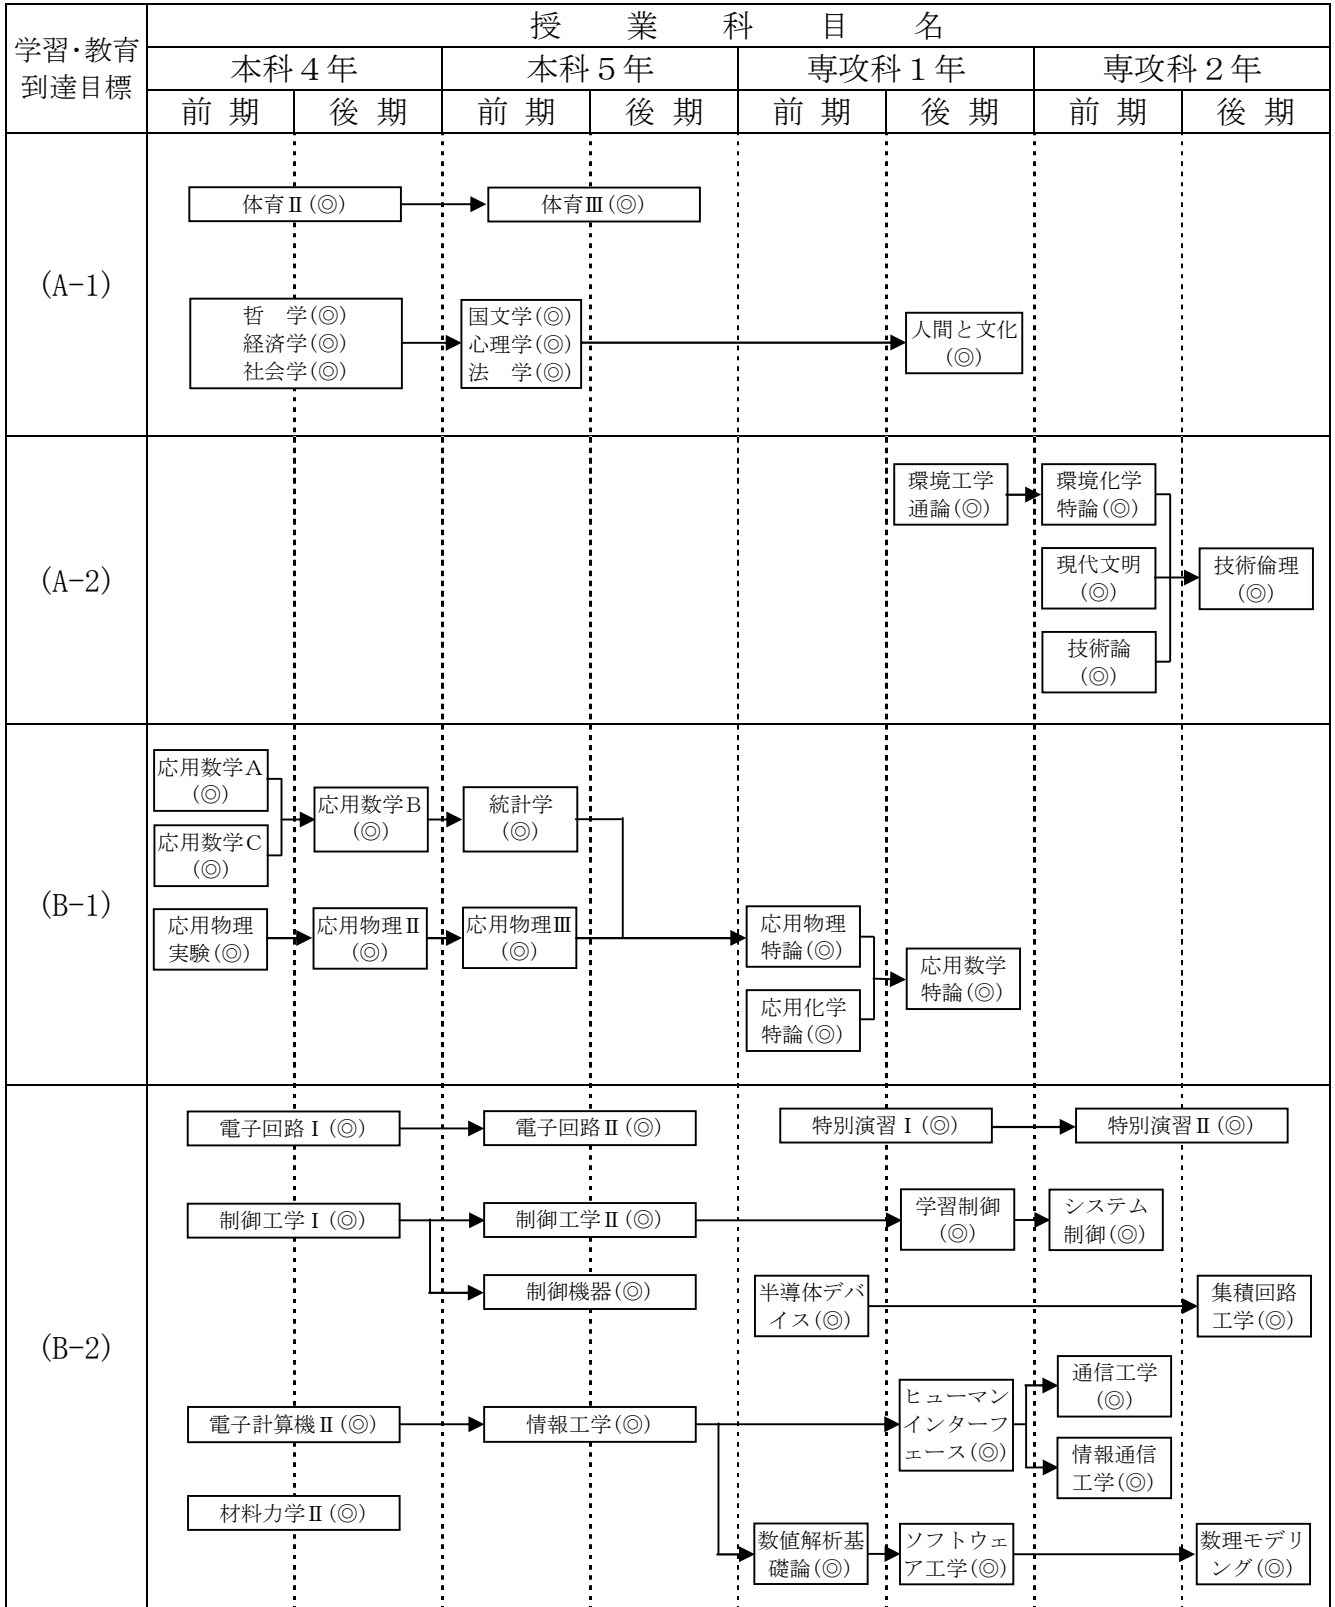 学習・教育
到達目標
授 業 科 目 名
本科４年
本科５年
専攻科１年
専攻科２年
前 期
後 期
前 期
後 期
前 期
後 期
前 期
後 期
(A-1)
体育Ⅱ(◎)
体育Ⅲ(◎)
哲 学(◎)
経済学(◎)
社会学(◎)
国文学(◎)
心理学(◎)
法 学(◎)
人間と文化
(◎)
(A-2)
環境工学
通論(◎)
環境化学
特論(◎)
現代文明
(◎)
技術論
(◎)
技術倫理
(◎)
(B-1)
応用数学Ａ
(◎)
応用数学Ｃ
(◎)
応用数学Ｂ
(◎)
統計学
(◎)
応用物理
実験(◎)
応用物理Ⅱ
(◎)
応用物理Ⅲ
(◎)
応用物理
特論(◎)
応用化学
特論(◎)
応用数学
特論(◎)
(B-2)
電子回路Ⅰ(◎)
電子回路Ⅱ(◎)
特別演習Ⅰ(◎)
特別演習Ⅱ(◎)
制御工学Ⅰ(◎)
制御工学Ⅱ(◎)
学習制御
(◎)
システム
制御(◎)
制御機器(◎)
半導体デバ
イス(◎)
集積回路
工学(◎)
電子計算機Ⅱ(◎)
情報工学(◎)
ヒューマン
インターフ
ェース(◎)
通信工学
(◎)
情報通信
工学(◎)
材料力学Ⅱ(◎)
数値解析基
礎論(◎)
ソフトウェ
ア工学(◎)
数理モデリ
ング(◎)